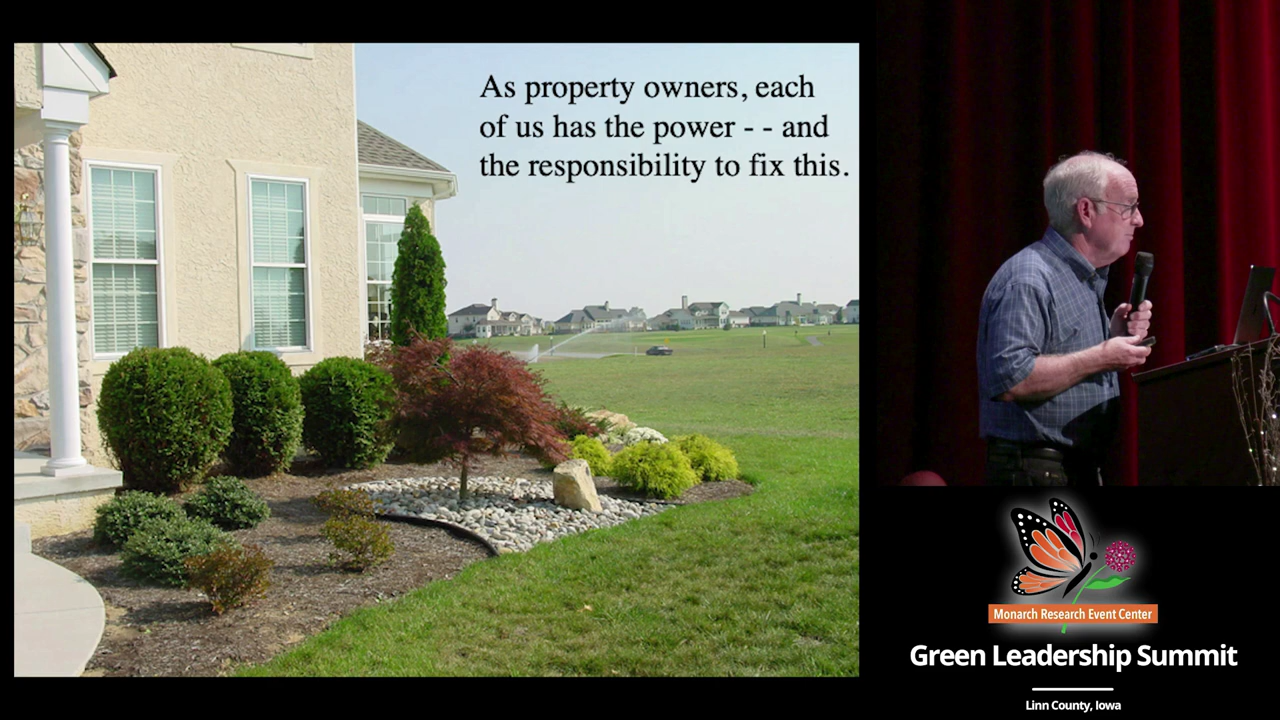 As property owners, each
of us has the power - - and
the responsibility to fix this.
Monarch Research Event Center
Green Leadership Summit
Linn County, Iowa